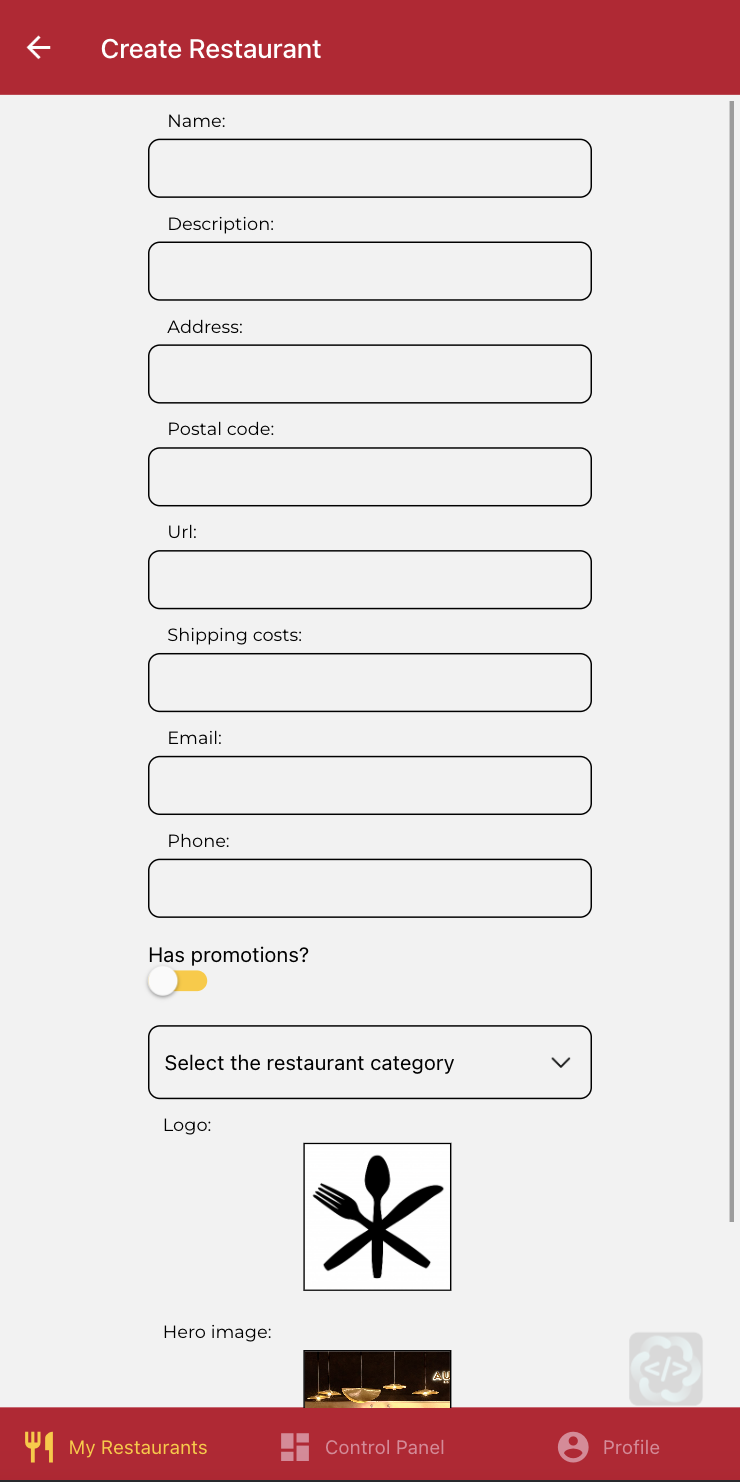 Create Restaurant
Name:
Description:
Address:
Postal code:
Url:
Shipping costs:
Email:
Phone:
Has promotions?
Select the restaurant category
Logo:
Hero image:
AU
</>
My Restaurants
Control Panel
Profile